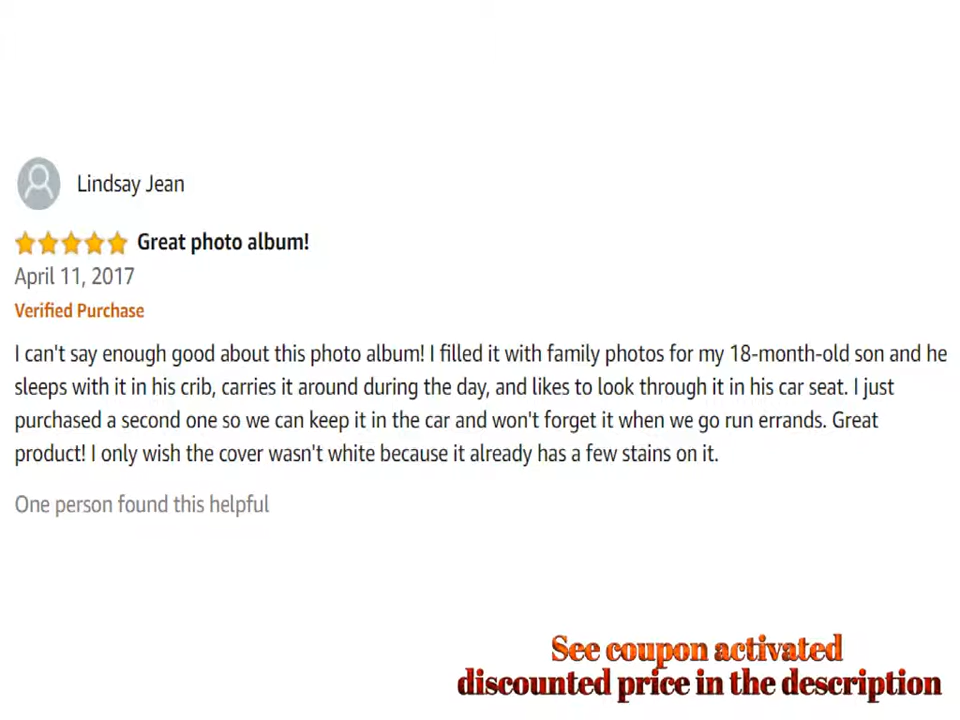 Lindsay Jean
Great photo album!
April 11, 2017
Verified Purchase
I can't say enough good about this photo album! I filled it with family photos for my 18-month-old son and he
sleeps with it in his crib, carries it around during the day, and likes to look through it in his car seat. I just
purchased a second one so we can keep it in the car and won't forget it when we go run errands. Great
product! I only wish the cover wasn't white because it already has a few stains on it.
One person found this helpful
See coupon activated
discounted price in the description